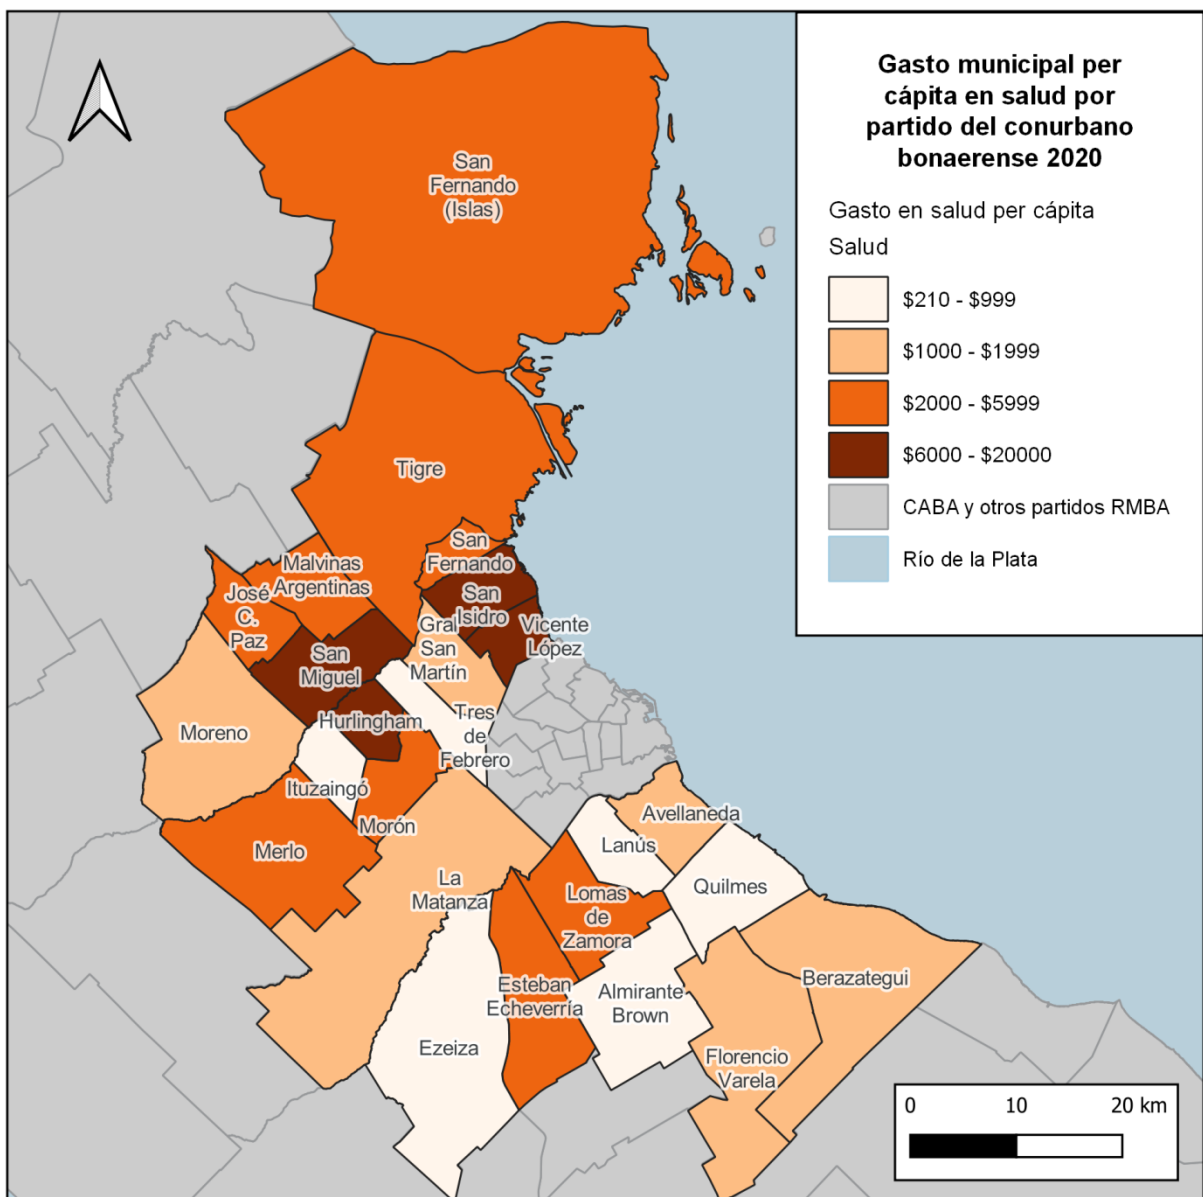 Gasto municipal per
cápita en salud por
partido del conurbano
bonaerense 2020
Gasto en salud per cápita
Salud
$210 - $999
$1000 - $1999
$2000 - $5999
$6000 - $20000
CABA y otros partidos RMBA
Río de la Plata
San
Fernando
(Islas)
Tigre
San
Fernando
Malvinas
Argentinas
José
C.
Paz
San
Isidro
Vicente
López
Gral
San
Martín
San
Miguel
Hurlingham
Tres
de
Febrero
Moreno
Ituzaingó
Morón
Merlo
Avellaneda
Lanús
Quilmes
La
Matanza
Lomas
de
Zamora
Berazategui
Esteban
Echeverría
Almirante
Brown
Ezeiza
Florencio
Varela
0 10 20 km